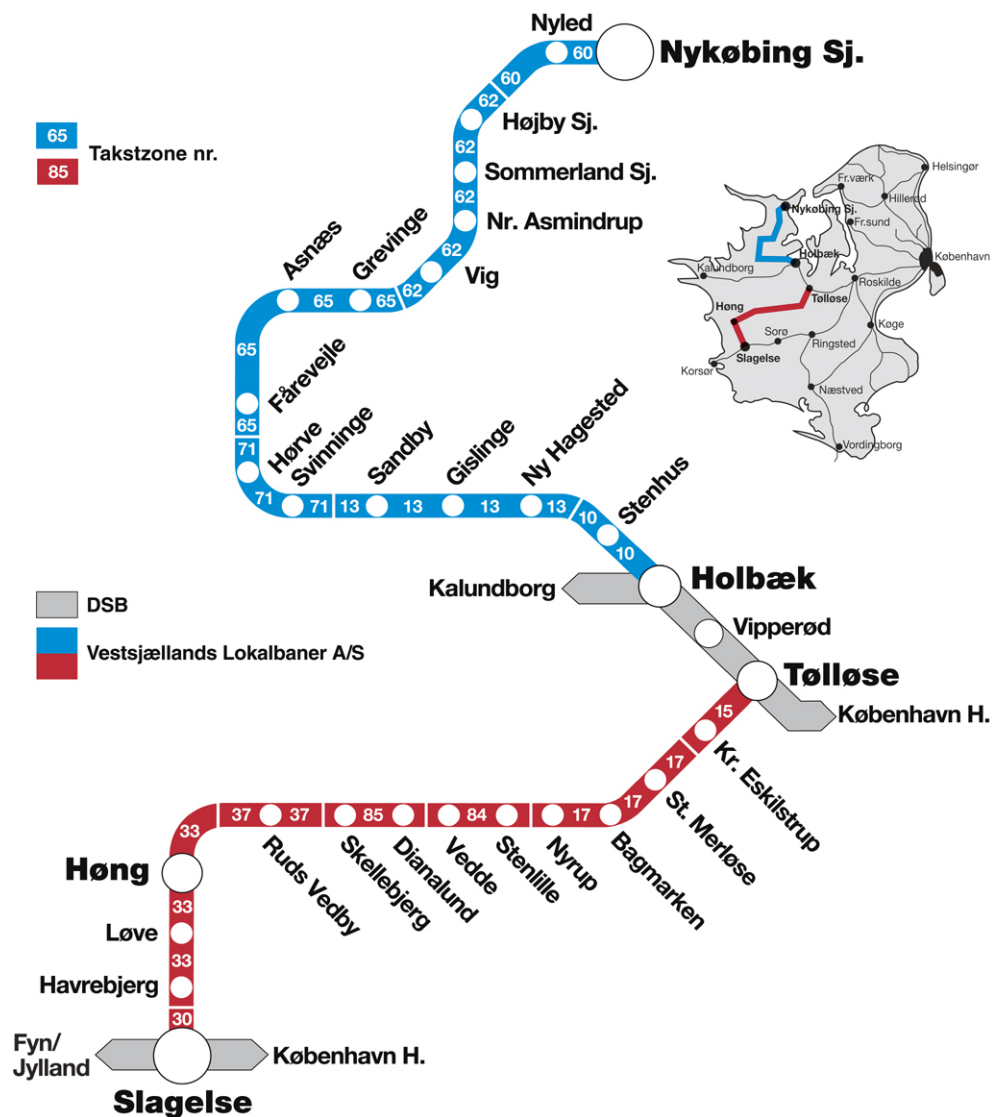 Nyled
Nykøbing Sj.
60
60
62
Højby Sj.
62
Sommerland Sj.
62
Nr. Asmindrup
62
Vig
62
65
85
Takstzone nr.
Grevinge
65
Asnæs
65
65
Fårevejle
65
71
Hørve
71
Svinninge
71
13
Sandby
13
Gislinge
13
Ny Hagested
13
10
Stenhus
10
Holbæk
Kalundborg
Vipperød
Tølløse
København H.
DSB
Vestsjællands Lokalbaner A/S
15
Kr. Eskilstrup
17
St. Merløse
17
Bagmarken
17
Nyrup
Stenlille
84
Vedde
Dianalund
85
Skellebjerg
37
Ruds Vedby
37
33
Høng
33
Løve
33
Havrebjerg
30
Fyn/
Jylland
København H.
Slagelse
Helsingør
Fr.værk
Hillerød
Nykøbing Sj.
Fr.sund
København
Holbæk
Kalundborg
Roskilde
Tølløse
Høng
Køge
Sorø
Ringsted
Slagelse
Korsør
Næstved
Vordingborg